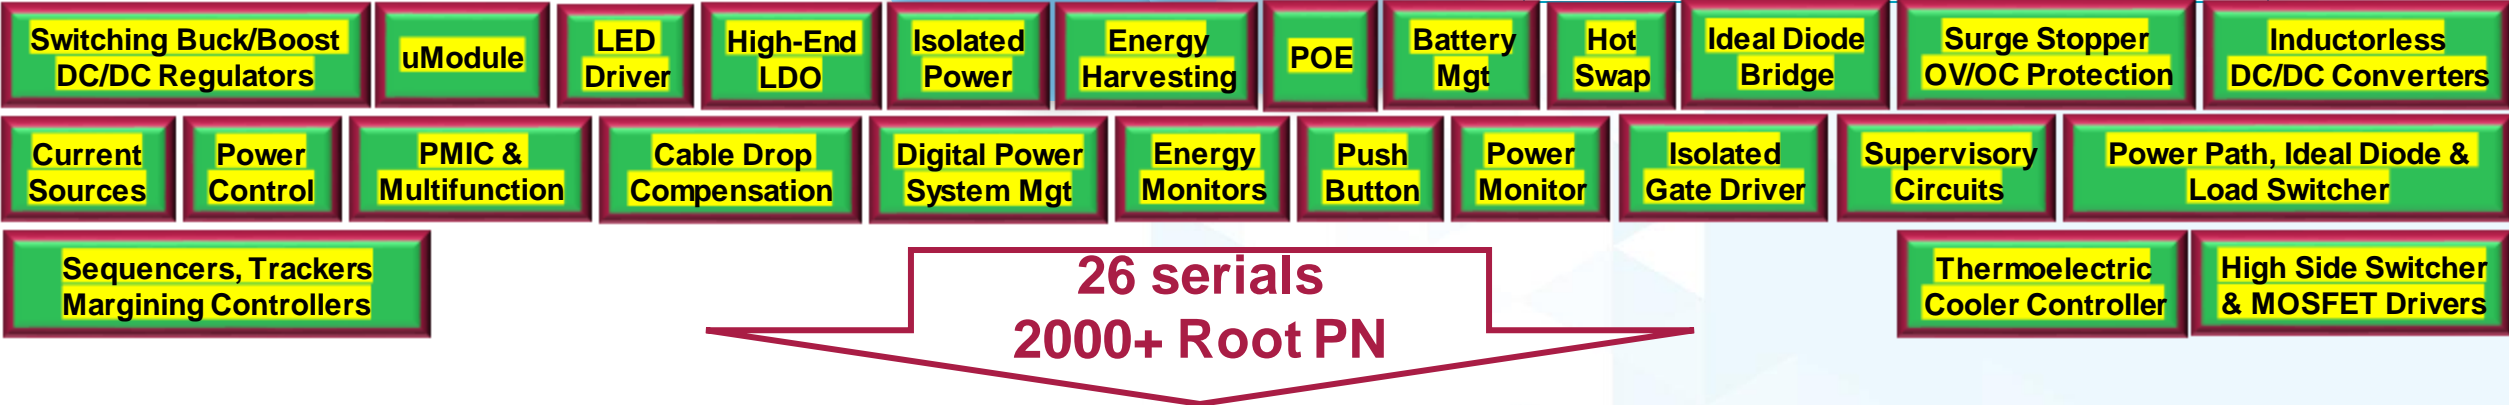 Switching Buck/Boost
DC/DC Regulators
uModule
LED
Driver
High-End
LDO
Isolated
Power
Energy
Harvesting
POE
Battery
Mgt
Hot
Swap
Ideal Diode
Bridge
Surge Stopper
OV/OC Protection
Inductorless
DC/DC Converters
Current
Sources
Power
Control
PMIC &
Multifunction
Cable Drop
Compensation
Digital Power
System Mgt
Energy
Monitors
Push
Button
Power
Monitor
Isolated
Gate Driver
Supervisory
Circuits
Power Path, Ideal Diode &
Load Switcher
Sequencers, Trackers
Margining Controllers
26 serials
2000+ Root PN
Thermoelectric
Cooler Controller
High Side Switcher
& MOSFET Drivers